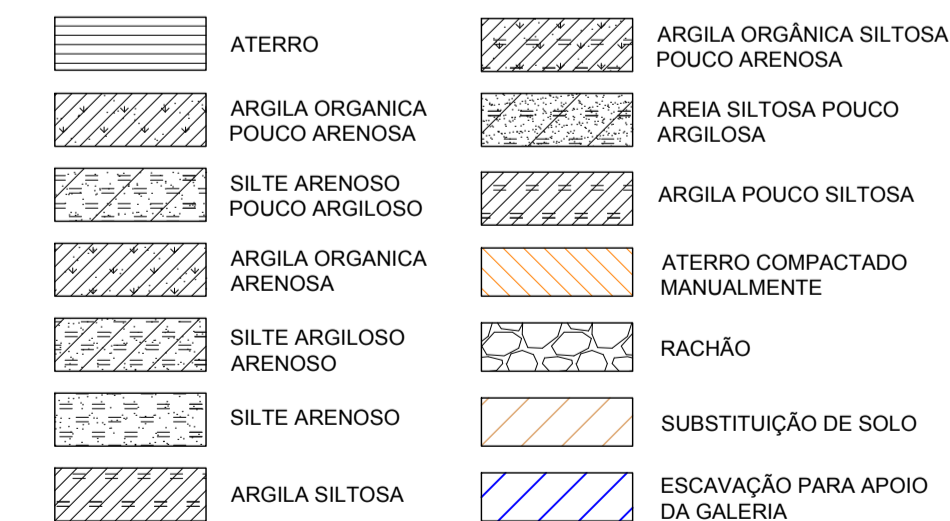 ATERRO
ARGILA ORGANICA
POUCO ARENOSA
SILTE ARENOSO
POUCO ARGILOSO
ARGILA ORGANICA
ARENOSA
SILTE ARGILOSO
ARENOSO
SILTE ARENOSO
ARGILA SILTOSA
ARGILA ORGÂNICA SILTOSA
POUCO ARENOSA
AREIA SILTOSA POUCO
ARGILOSA
ARGILA POUCO SILTOSA
ATERRO COMPACTADO
MANUALMENTE
RACHÃO
SUBSTITUIÇÃO DE SOLO
ESCAVAÇÃO PARA APOIO
DA GALERIA